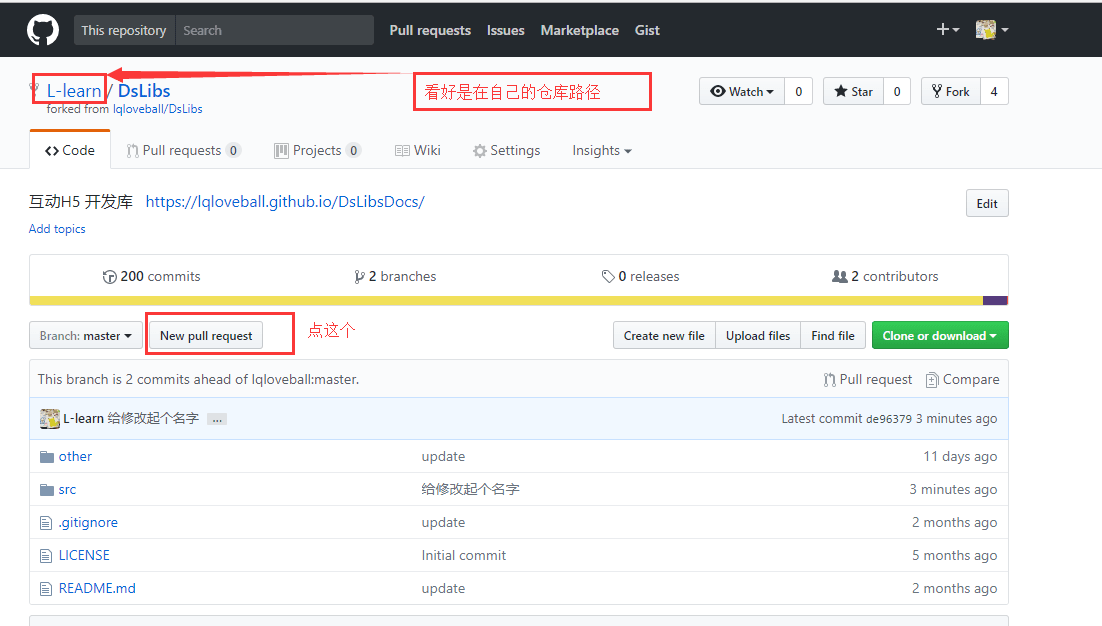 This repository Search Pull requests Issues Marketplace Gist
L-learn / DsLibs 看好是在自己的仓库路径 Watch 0 Star 0 Fork 4
forked from lqloveball/DsLibs
Code Pull requests 0 Projects 0 Wiki Settings Insights
互动H5 开发库 https://lqloveball.github.io/DsLibsDocs/ Edit
Add topics
200 commits 2 branches 0 releases 2 contributors
Branch: master New pull request 点这个 Create new file Upload files Find file Clone or download
This branch is 2 commits ahead of lqloveball:master. Pull request Compare
L-learn 给修改起个名字 ... Latest commit de96379 3 minutes ago
other update 11 days ago
src 给修改起个名字 3 minutes ago
.gitignore update 2 months ago
LICENSE Initial commit 5 months ago
README.md update 2 months ago